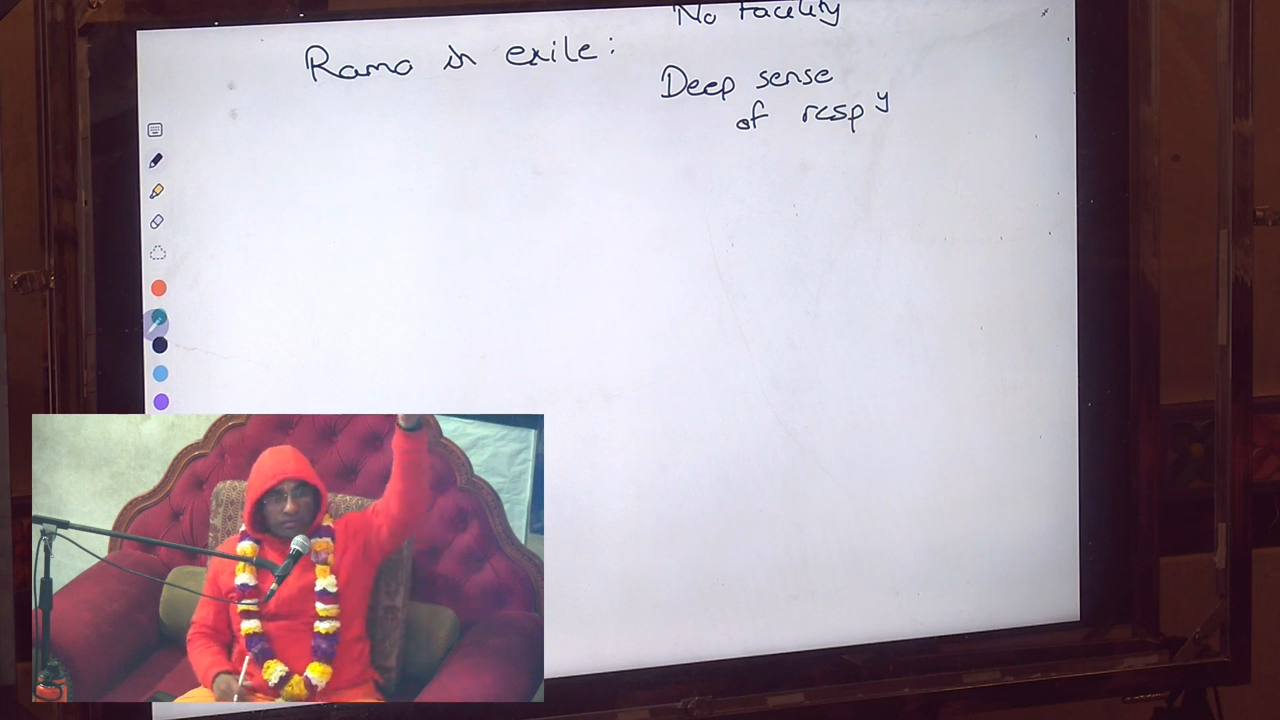 No facility
Rama in exile:
Deep sense
of resp y